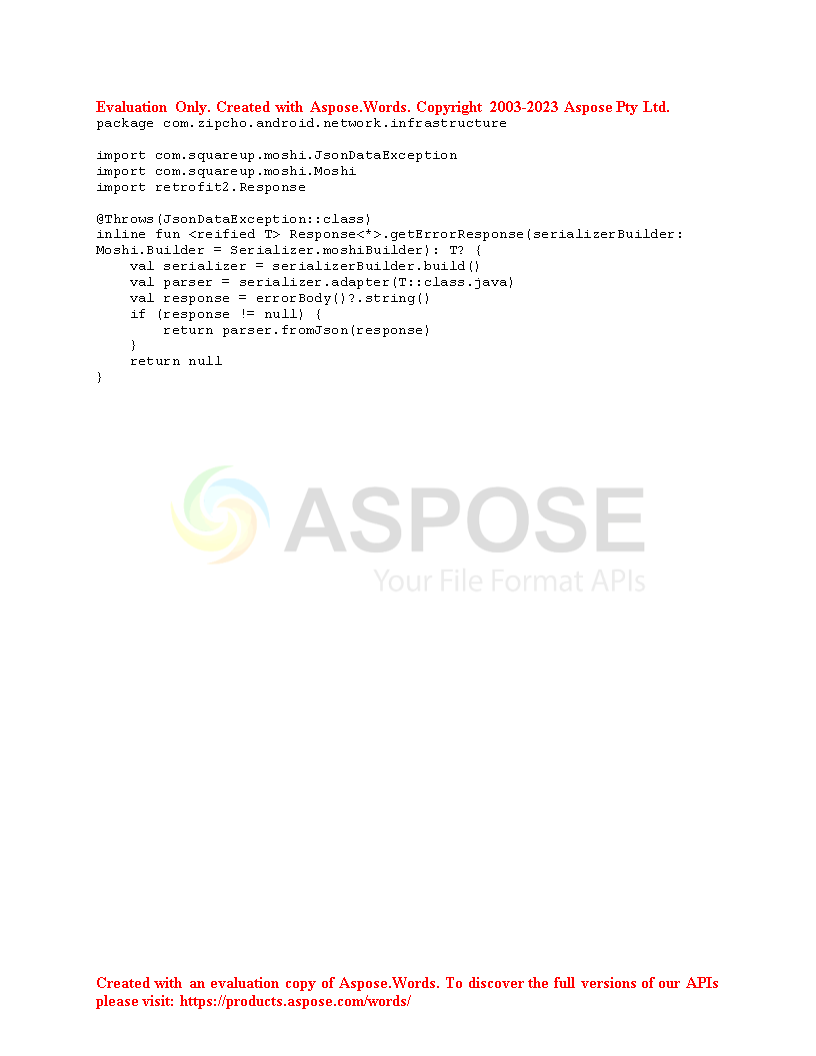 Evaluation Only. Created with Aspose.Words. Copyright 2003-2023 Aspose Pty Ltd.
package com.zipcho.android.network.infrastructure

import com.squareup.moshi.JsonDataException
import com.squareup.moshi.Moshi
import retrofit2.Response

@Throws(JsonDataException::class)
inline fun <reified T> Response<*>.getErrorResponse(serializerBuilder:
Moshi.Builder = Serializer.moshiBuilder): T? {
    val serializer = serializerBuilder.build()
    val parser = serializer.adapter(T::class.java)
    val response = errorBody()?.string()
    if (response != null) {
        return parser.fromJson(response)
    }
    return null
}
ASPOSE
Your File Format APIs
Created with an evaluation copy of Aspose.Words. To discover the full versions of our APIs
please visit: https://products.aspose.com/words/